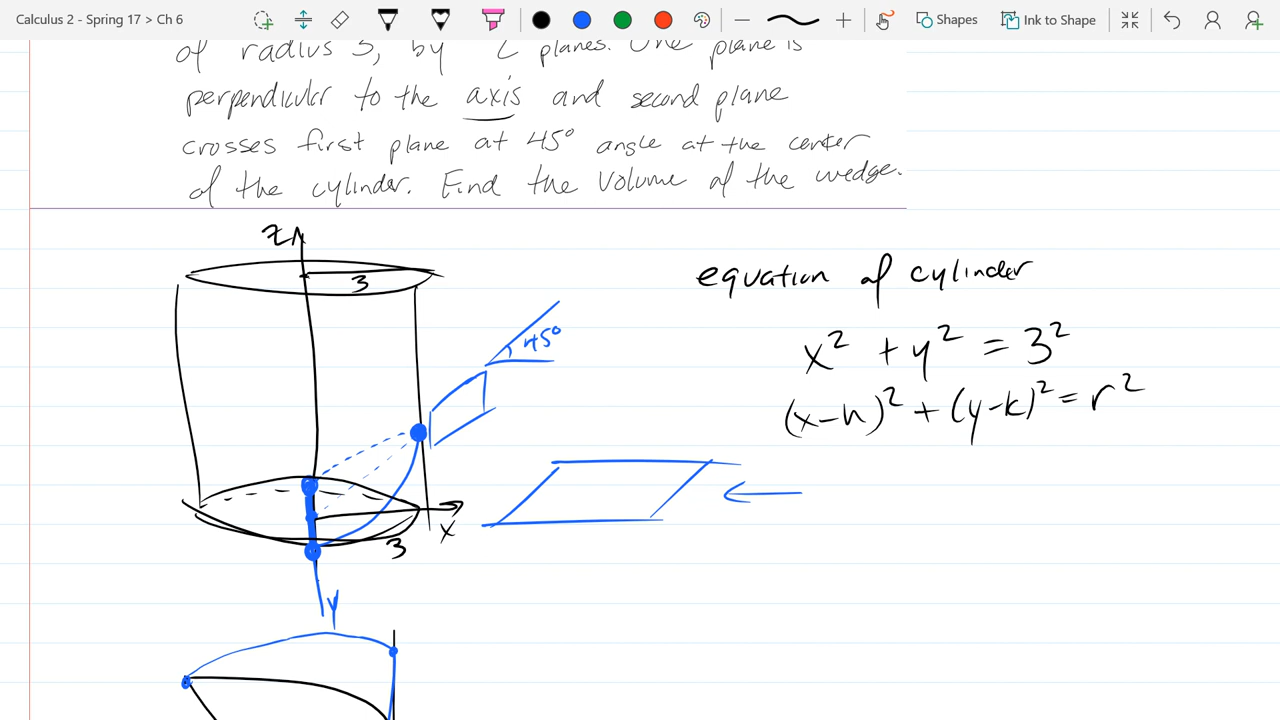 Calculus 2 - Spring 17 > Ch 6
Shapes
Ink to Shape
of radius 3, by 2 planes. One plane is
perpendicular to the axis and second plane
crosses first plane at 45° angle at the center
of the cylinder. Find the Volume of the wedge.
z
3
45°
x
3
y
equation of cylinder
x² + y² = 3²
(x-h)² + (y-k)² = r²